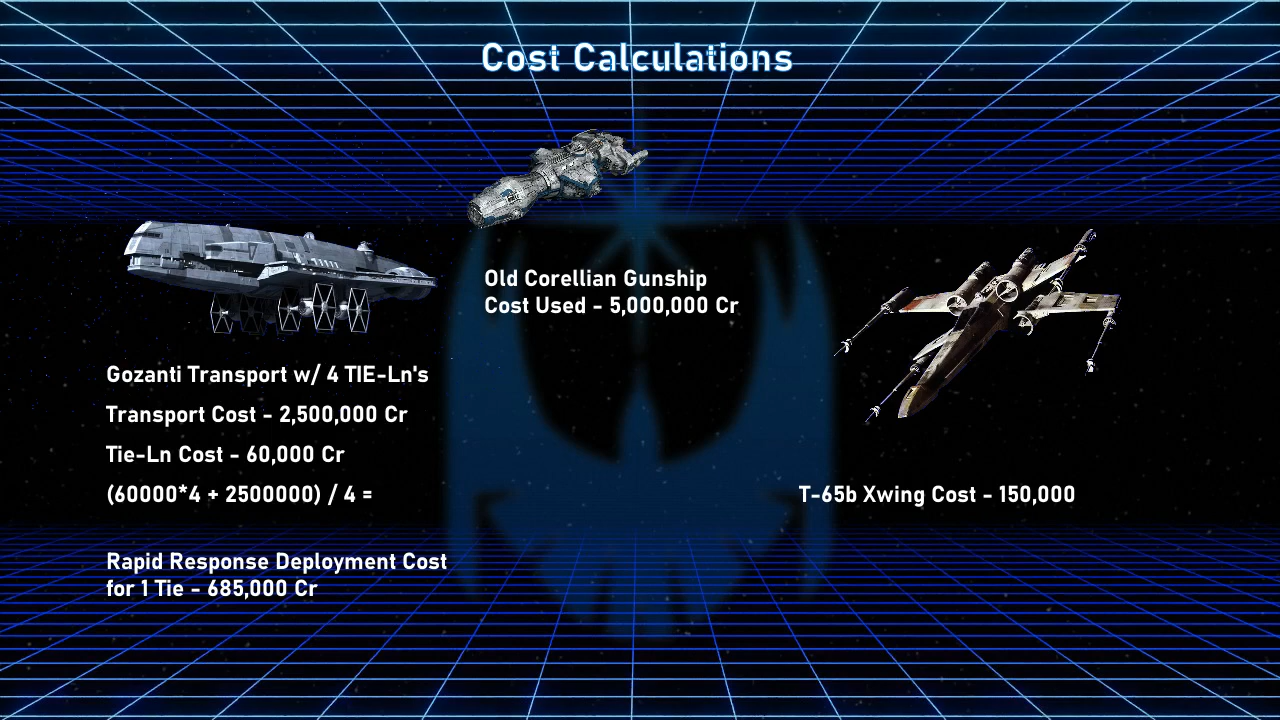 Cost Calculations
Old Corellian Gunship
Cost Used - 5,000,000 Cr
Gozanti Transport w/ 4 TIE-Ln's
Transport Cost - 2,500,000 Cr
Tie-Ln Cost - 60,000 Cr
(60000*4 + 2500000) / 4 =
Rapid Response Deployment Cost
for 1 Tie - 685,000 Cr
T-65b Xwing Cost - 150,000